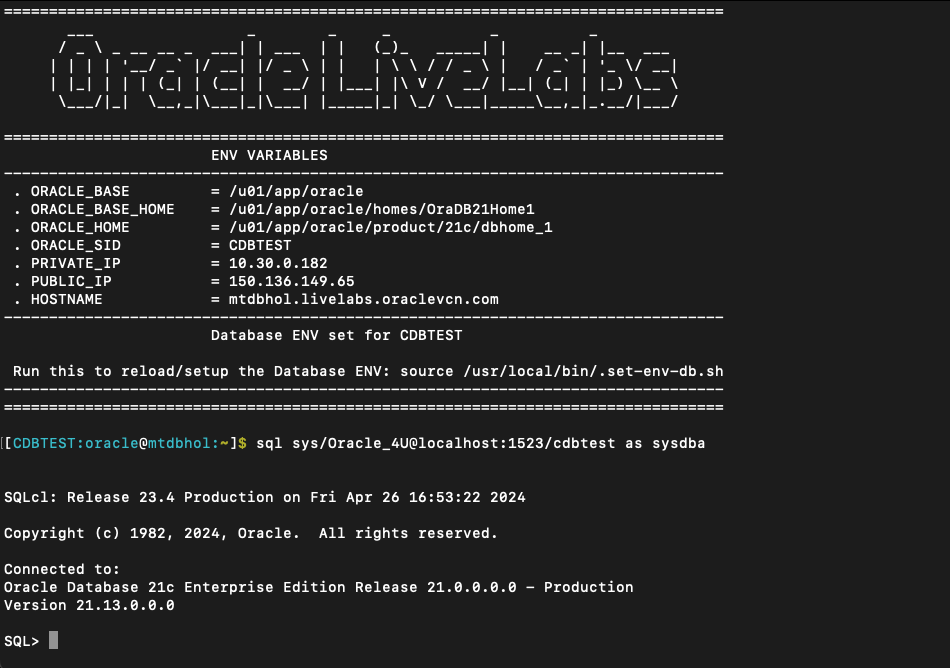 Oracle LiveLabs
ENV VARIABLES
. ORACLE_BASE = /u01/app/oracle
. ORACLE_BASE_HOME = /u01/app/oracle/homes/OraDB21Home1
. ORACLE_HOME = /u01/app/oracle/product/21c/dbhome_1
. ORACLE_SID = CDBTEST
. PRIVATE_IP = 10.30.0.182
. PUBLIC_IP = 150.136.149.65
. HOSTNAME = mtdbhol.livelabs.oraclevcn.com
Database ENV set for CDBTEST
Run this to reload/setup the Database ENV: source /usr/local/bin/.set-env-db.sh
[[CDBTEST:oracle@mtdbhol:~]$ sql sys/Oracle_4U@localhost:1523/cdbtest as sysdba
SQLcl: Release 23.4 Production on Fri Apr 26 16:53:22 2024
Copyright (c) 1982, 2024, Oracle.  All rights reserved.
Connected to:
Oracle Database 21c Enterprise Edition Release 21.0.0.0.0 - Production
Version 21.13.0.0.0
SQL>